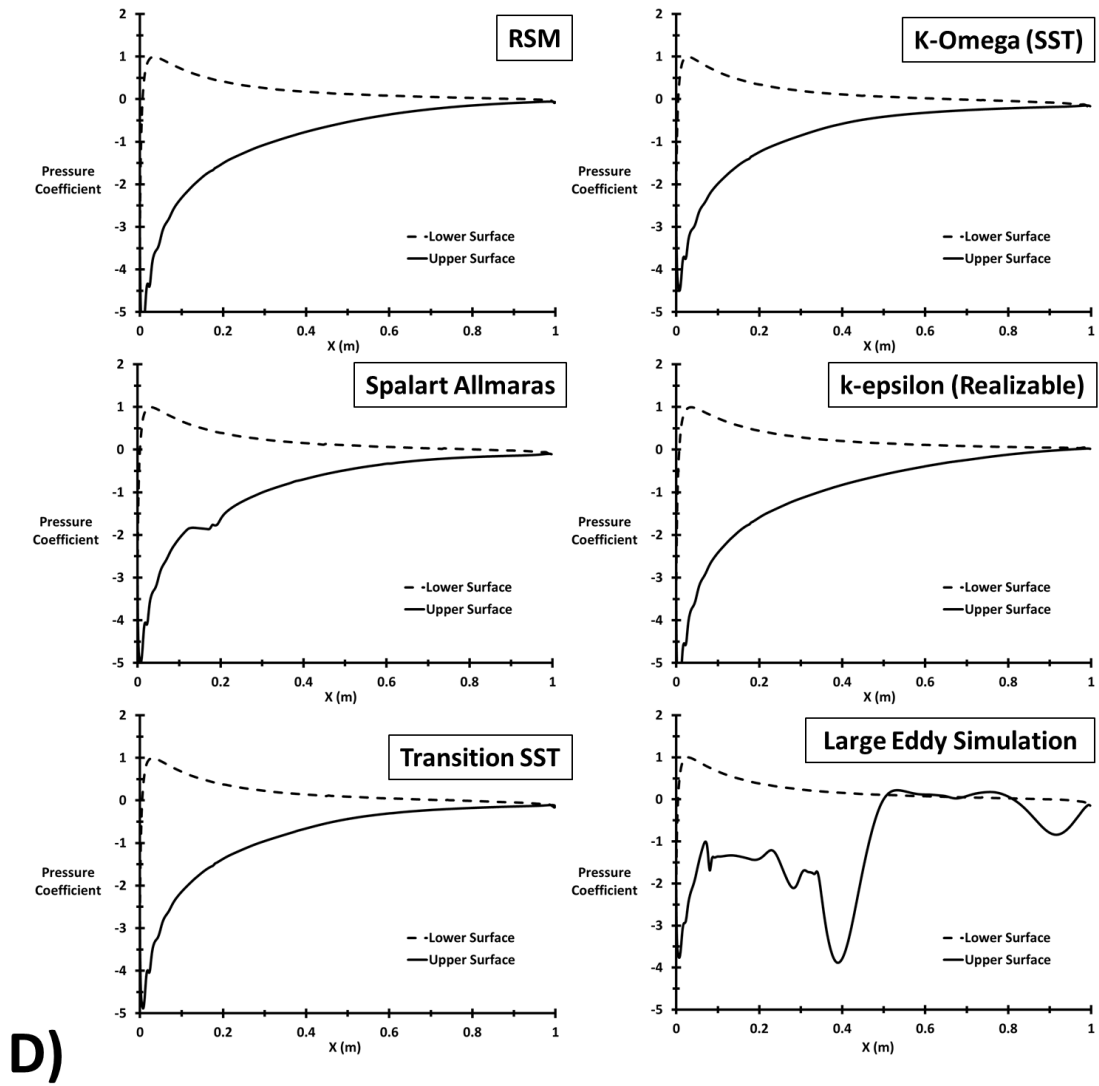 RSM
2
1
0
-1
-2
-3
-4
-5
Pressure
Coefficient
Lower Surface
Upper Surface
0 0.2 0.4 0.6 0.8 1
X (m)
K-Omega (SST)
2
1
0
-1
-2
-3
-4
-5
Pressure
Coefficient
Lower Surface
Upper Surface
0 0.2 0.4 0.6 0.8 1
X (m)
Spalart Allmaras
2
1
0
-1
-2
-3
-4
-5
Pressure
Coefficient
Lower Surface
Upper Surface
0 0.2 0.4 0.6 0.8 1
X (m)
k-epsilon (Realizable)
2
1
0
-1
-2
-3
-4
-5
Pressure
Coefficient
Lower Surface
Upper Surface
0 0.2 0.4 0.6 0.8 1
X (m)
Transition SST
2
1
0
-1
-2
-3
-4
-5
Pressure
Coefficient
Lower Surface
Upper Surface
0 0.2 0.4 0.6 0.8 1
X (m)
Large Eddy Simulation
2
1
0
-1
-2
-3
-4
-5
Pressure
Coefficient
Lower Surface
Upper Surface
0 0.2 0.4 0.6 0.8 1
X (m)
D)